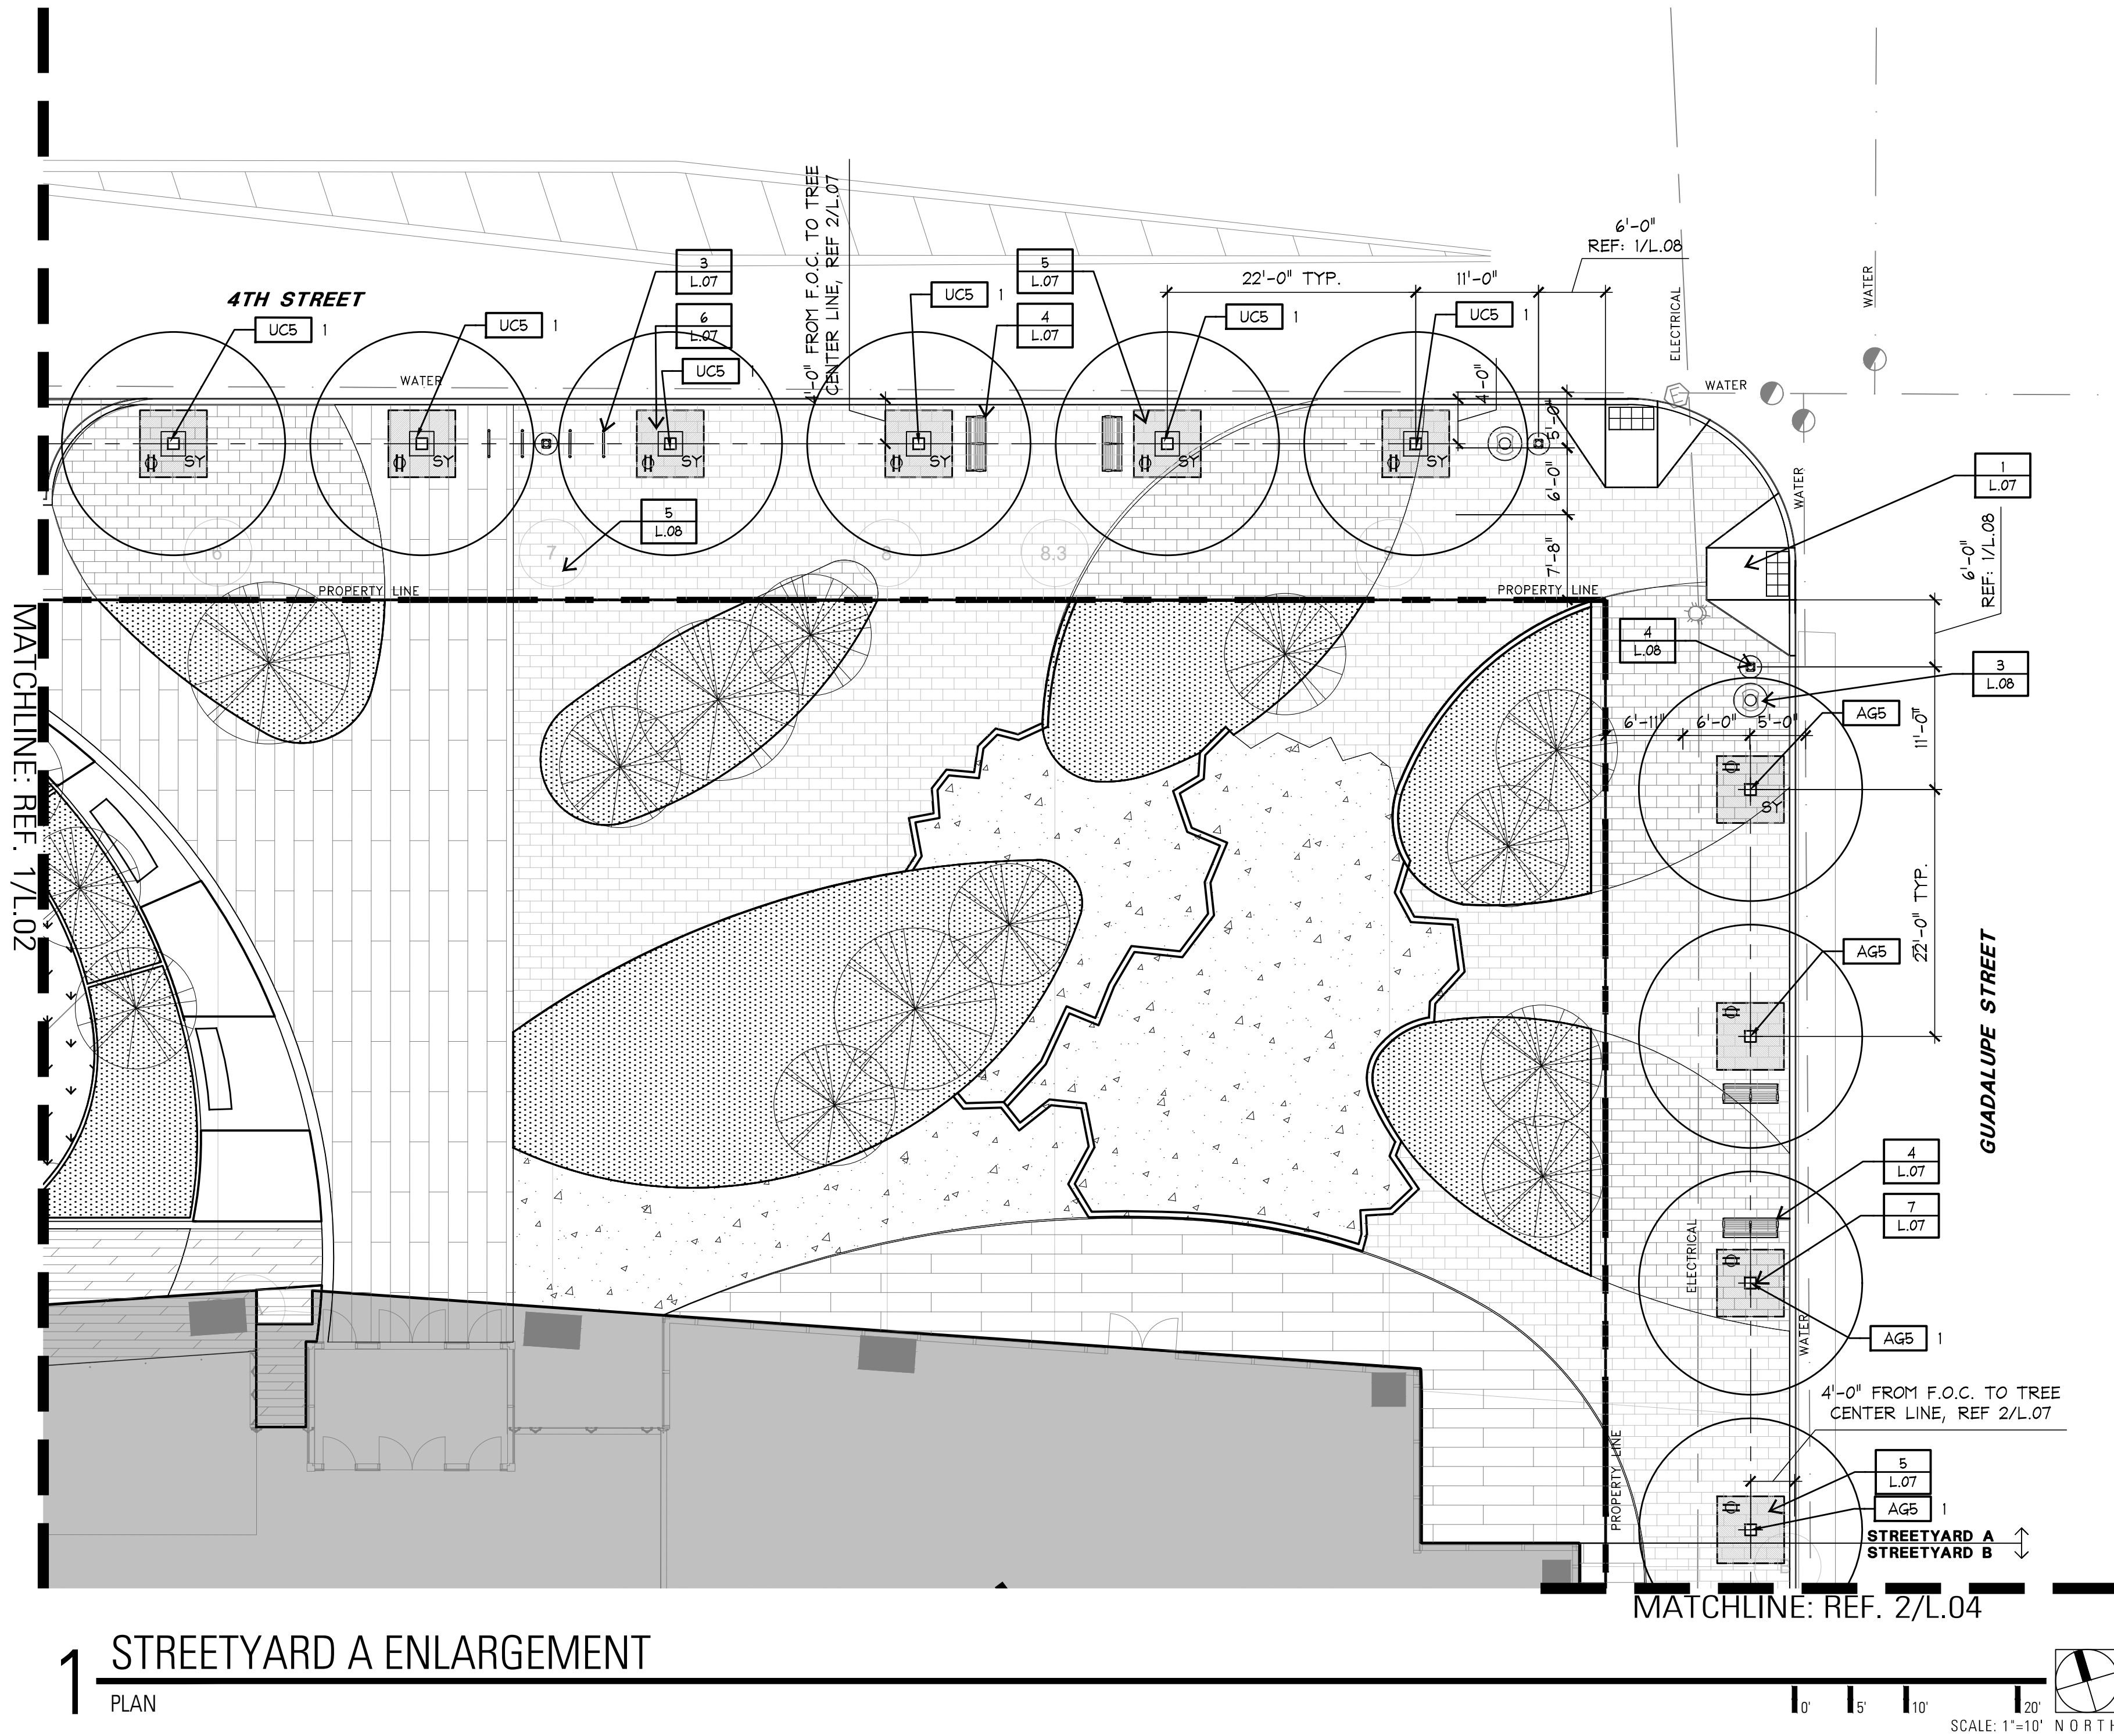 6'-0"
REF: 1/L.08
WATER
ELECTRICAL
4'-0" FROM F.O.C. TO TREE
CENTER LINE, REF 2/L.07
3
L.07
5
L.07
22'-0" TYP.
11'-0"
4TH STREET
UC5 1
UC5 1
6
L.07
UC5 1
UC5 1
4
L.07
UC5 1
UC5 1
WATER
4'-0"
5'-0"
E
WATER
SY
SY
SY
SY
SY
SY
1
L.07
WATER
6'-0"
5
L.08
6
7
8
8.3
7'-8"
6'-0"
REF: 1/L.08
PROPERTY LINE
PROPERTY LINE
4
L.08
3
L.08
MATCHLINE: REF. 1/L.02
6'-11"
6'-0"
5'-0"
AG5
11'-0"
SY
22'-0" TYP.
AG5
GUADALUPE STREET
4
L.07
7
L.07
ELECTRICAL
WATER
AG5 1
4'-0" FROM F.O.C. TO TREE
CENTER LINE, REF 2/L.07
PROPERTY LINE
5
L.07
AG5 1
STREETYARD A
STREETYARD B
MATCHLINE: REF. 2/L.04
1
STREETYARD A ENLARGEMENT
PLAN
0' 5' 10' 20'
SCALE: 1"=10' NORTH